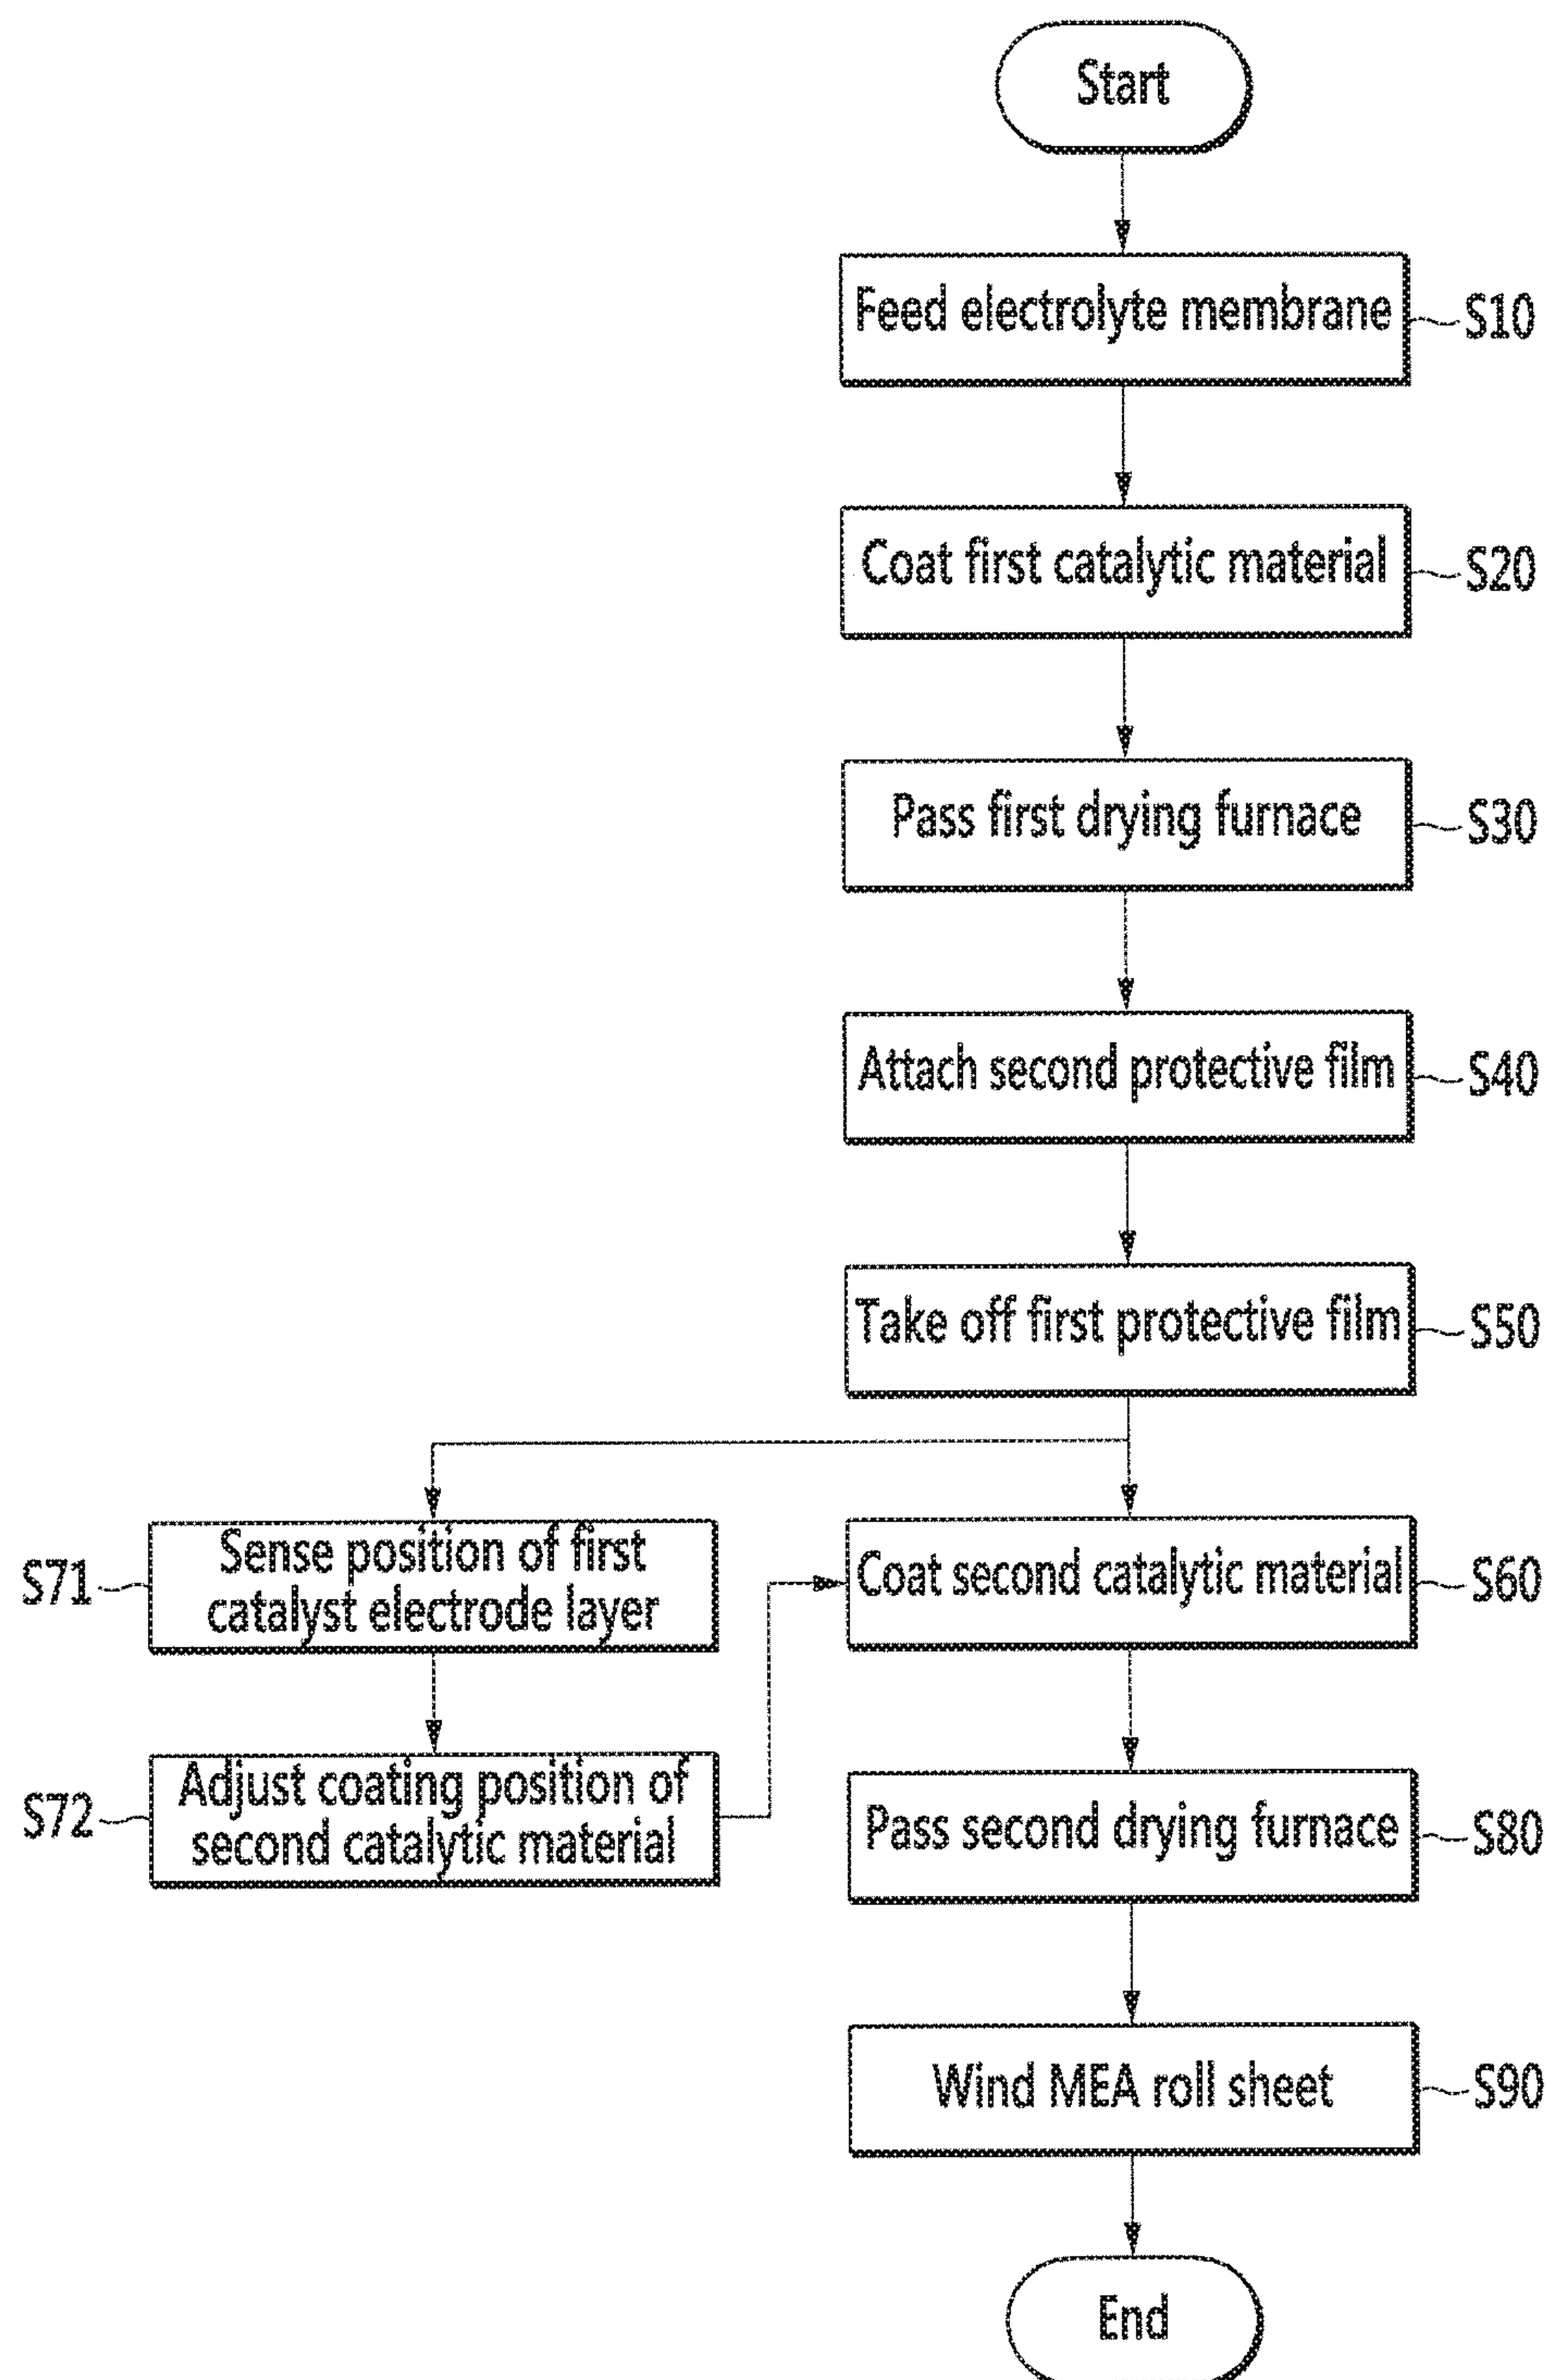 Start
Feed electrolyte membrane
S10
Coat first catalytic material
S20
Pass first drying furnace
S30
Attach second protective film
S40
Take off first protective film
S50
S71
Sense position of first
catalyst electrode layer
Coat second catalytic material
S60
S72
Adjust coating position of
second catalytic material
Pass second drying furnace
S80
Wind MEA roll sheet
S90
End